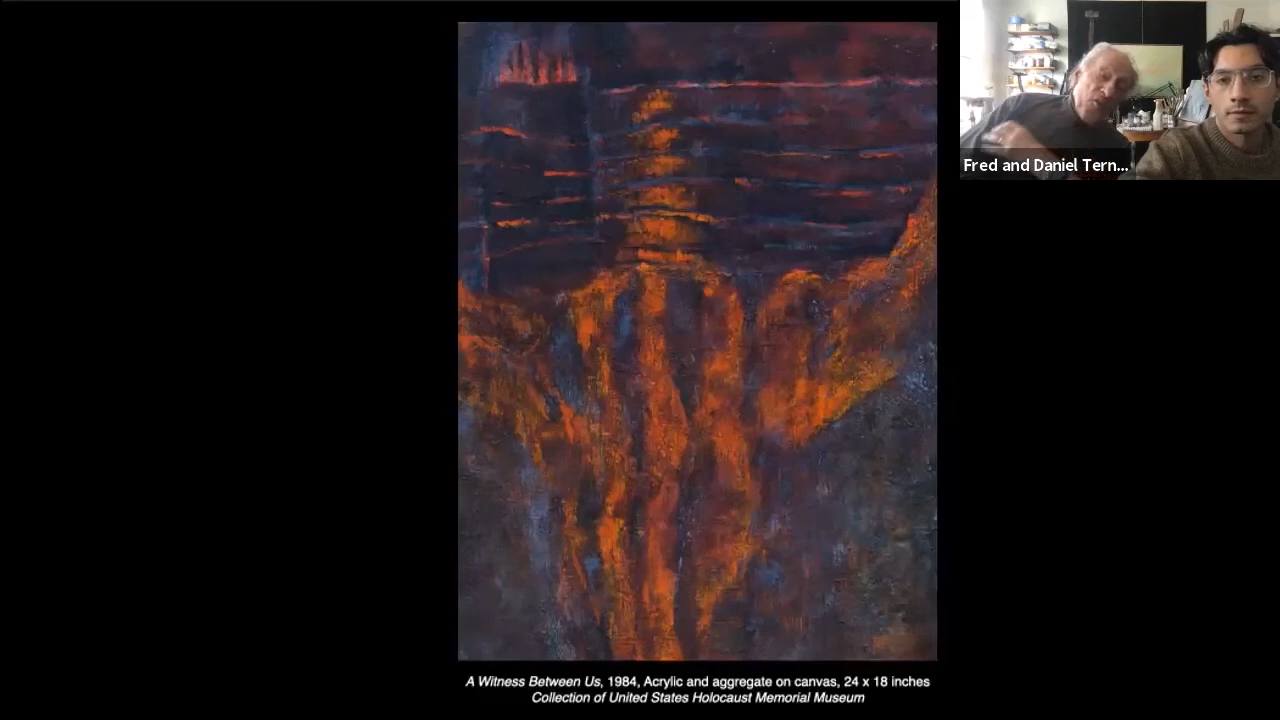 Fred and Daniel Tern...
A Witness Between Us, 1984, Acrylic and aggregate on canvas, 24 x 18 inches
Collection of United States Holocaust Memorial Museum